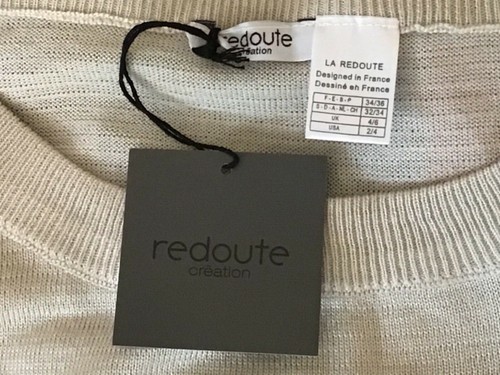 redoute
création
LA REDOUTE
Designed in France
Dessiné en France
F - E - B - P 34/36
G - D - A - NL - CH 32/34
UK 4/6
USA 2/4
redoute
création